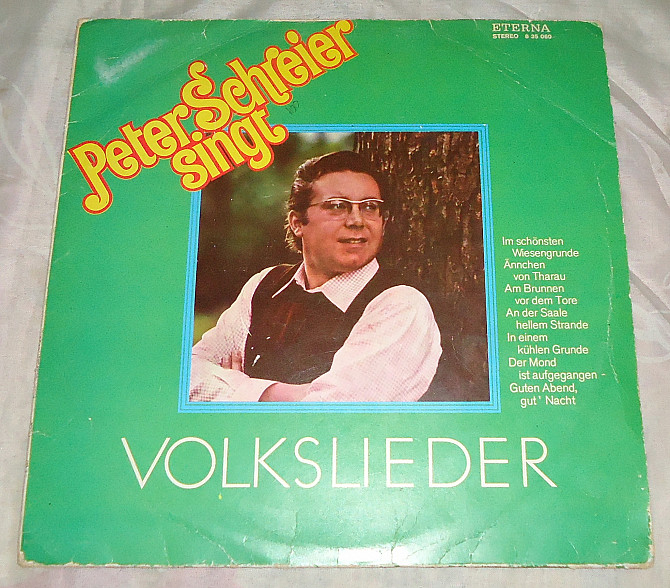 ETERNA
STEREO 8 35 060
Peter Schreier
singt
Im schönsten
Wiesengrunde
Ännchen
von Tharau
Am Brunnen
vor dem Tore
An der Saale
hellem Strande
In einem
kühlen Grunde
Der Mond
ist aufgegangen -
Guten Abend,
gut' Nacht
VOLKSLIEDER